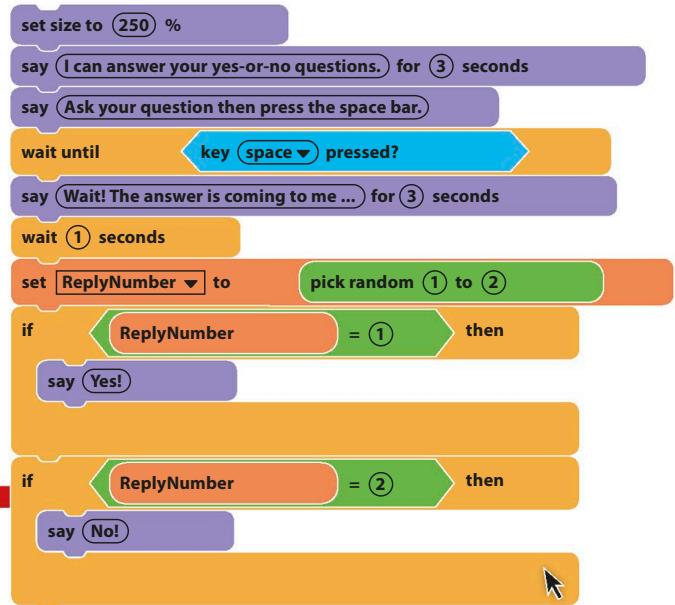 set size to 250 %
say I can answer your yes-or-no questions. for 3 seconds
say Ask your question then press the space bar.
wait until key space pressed?
say Wait! The answer is coming to me ... for 3 seconds
wait 1 seconds
set ReplyNumber to pick random 1 to 2
if ReplyNumber = 1 then
say Yes!
if ReplyNumber = 2 then
say No!